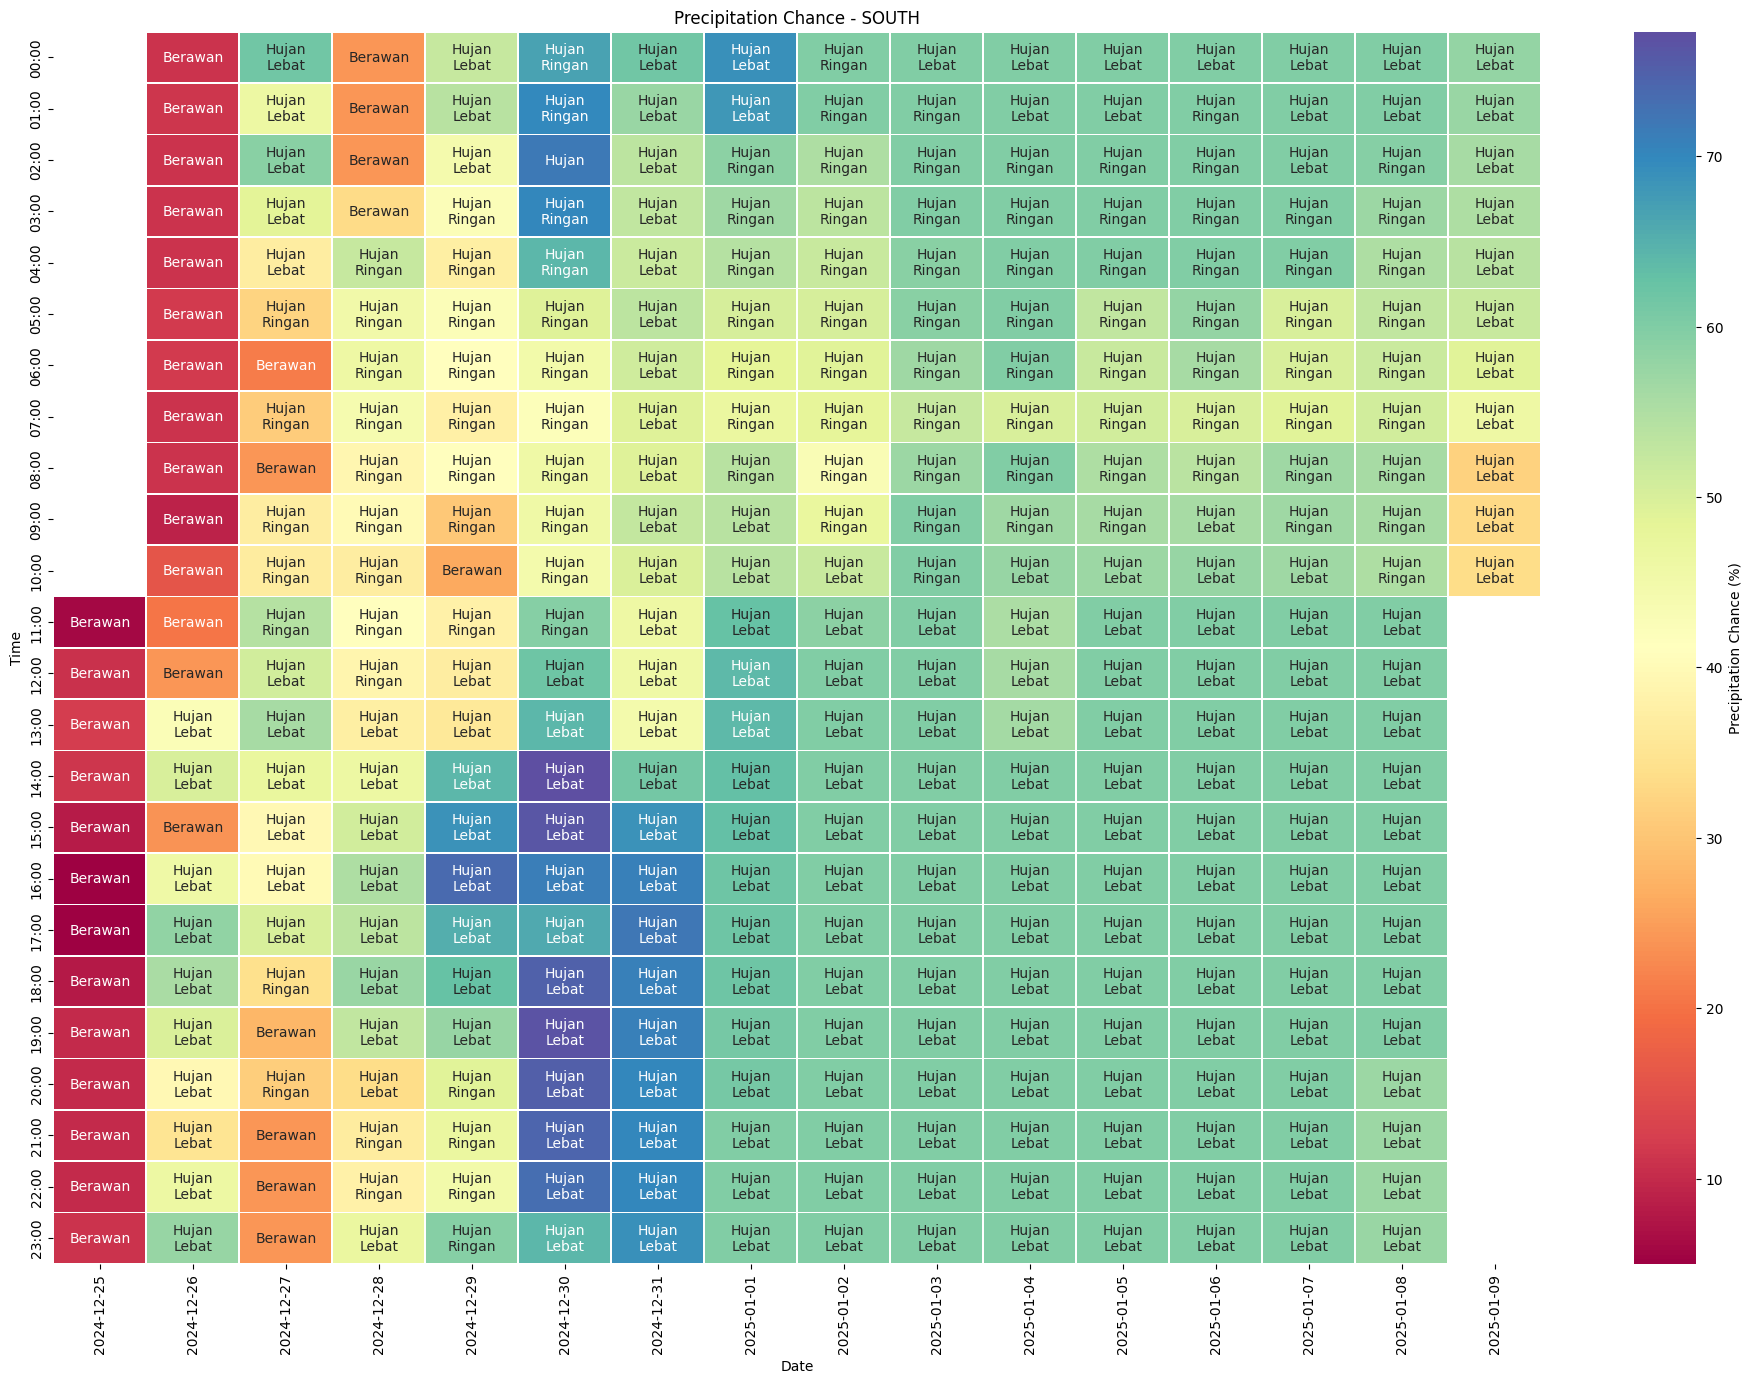 Precipitation Chance - SOUTH
00:00 Berawan Hujan Lebat Berawan Hujan Lebat Hujan Ringan Hujan Lebat Hujan Lebat Hujan Ringan Hujan Lebat Hujan Lebat Hujan Lebat Hujan Lebat Hujan Lebat Hujan Lebat Hujan Lebat
01:00 Berawan Hujan Lebat Berawan Hujan Lebat Hujan Ringan Hujan Lebat Hujan Lebat Hujan Ringan Hujan Ringan Hujan Lebat Hujan Lebat Hujan Ringan Hujan Lebat Hujan Lebat Hujan Lebat
02:00 Berawan Hujan Lebat Berawan Hujan Lebat Hujan Hujan Lebat Hujan Ringan Hujan Ringan Hujan Ringan Hujan Ringan Hujan Ringan Hujan Ringan Hujan Lebat Hujan Ringan Hujan Lebat
03:00 Berawan Hujan Lebat Berawan Hujan Ringan Hujan Ringan Hujan Lebat Hujan Ringan Hujan Ringan Hujan Ringan Hujan Ringan Hujan Ringan Hujan Ringan Hujan Ringan Hujan Ringan Hujan Lebat
04:00 Berawan Hujan Lebat Hujan Ringan Hujan Ringan Hujan Ringan Hujan Lebat Hujan Ringan Hujan Ringan Hujan Ringan Hujan Ringan Hujan Ringan Hujan Ringan Hujan Ringan Hujan Ringan Hujan Lebat
05:00 Berawan Hujan Ringan Hujan Ringan Hujan Ringan Hujan Ringan Hujan Lebat Hujan Ringan Hujan Ringan Hujan Ringan Hujan Ringan Hujan Ringan Hujan Ringan Hujan Ringan Hujan Ringan Hujan Lebat
06:00 Berawan Berawan Hujan Ringan Hujan Ringan Hujan Ringan Hujan Lebat Hujan Ringan Hujan Ringan Hujan Ringan Hujan Ringan Hujan Ringan Hujan Ringan Hujan Ringan Hujan Ringan Hujan Lebat
07:00 Berawan Hujan Ringan Hujan Ringan Hujan Ringan Hujan Ringan Hujan Lebat Hujan Ringan Hujan Ringan Hujan Ringan Hujan Ringan Hujan Ringan Hujan Ringan Hujan Ringan Hujan Ringan Hujan Lebat
08:00 Berawan Berawan Hujan Ringan Hujan Ringan Hujan Ringan Hujan Lebat Hujan Ringan Hujan Ringan Hujan Ringan Hujan Ringan Hujan Ringan Hujan Ringan Hujan Ringan Hujan Ringan Hujan Lebat
09:00 Berawan Hujan Ringan Hujan Ringan Hujan Ringan Hujan Ringan Hujan Lebat Hujan Lebat Hujan Ringan Hujan Ringan Hujan Ringan Hujan Ringan Hujan Lebat Hujan Ringan Hujan Ringan Hujan Lebat
10:00 Berawan Hujan Ringan Hujan Ringan Berawan Hujan Ringan Hujan Lebat Hujan Lebat Hujan Lebat Hujan Ringan Hujan Lebat Hujan Lebat Hujan Lebat Hujan Lebat Hujan Ringan Hujan Lebat
11:00 Berawan Berawan Hujan Ringan Hujan Ringan Hujan Ringan Hujan Ringan Hujan Lebat Hujan Lebat Hujan Lebat Hujan Lebat Hujan Lebat Hujan Lebat Hujan Lebat Hujan Lebat Hujan Lebat
12:00 Berawan Berawan Hujan Lebat Hujan Ringan Hujan Lebat Hujan Lebat Hujan Lebat Hujan Lebat Hujan Lebat Hujan Lebat Hujan Lebat Hujan Lebat Hujan Lebat Hujan Lebat Hujan Lebat
13:00 Berawan Hujan Lebat Hujan Lebat Hujan Lebat Hujan Lebat Hujan Lebat Hujan Lebat Hujan Lebat Hujan Lebat Hujan Lebat Hujan Lebat Hujan Lebat Hujan Lebat Hujan Lebat Hujan Lebat
14:00 Berawan Hujan Lebat Hujan Lebat Hujan Lebat Hujan Lebat Hujan Lebat Hujan Lebat Hujan Lebat Hujan Lebat Hujan Lebat Hujan Lebat Hujan Lebat Hujan Lebat Hujan Lebat Hujan Lebat
15:00 Berawan Berawan Hujan Lebat Hujan Lebat Hujan Lebat Hujan Lebat Hujan Lebat Hujan Lebat Hujan Lebat Hujan Lebat Hujan Lebat Hujan Lebat Hujan Lebat Hujan Lebat Hujan Lebat
16:00 Berawan Hujan Lebat Hujan Lebat Hujan Lebat Hujan Lebat Hujan Lebat Hujan Lebat Hujan Lebat Hujan Lebat Hujan Lebat Hujan Lebat Hujan Lebat Hujan Lebat Hujan Lebat Hujan Lebat
17:00 Berawan Hujan Lebat Hujan Lebat Hujan Lebat Hujan Lebat Hujan Lebat Hujan Lebat Hujan Lebat Hujan Lebat Hujan Lebat Hujan Lebat Hujan Lebat Hujan Lebat Hujan Lebat Hujan Lebat
18:00 Berawan Hujan Lebat Hujan Ringan Hujan Lebat Hujan Lebat Hujan Lebat Hujan Lebat Hujan Lebat Hujan Lebat Hujan Lebat Hujan Lebat Hujan Lebat Hujan Lebat Hujan Lebat Hujan Lebat
19:00 Berawan Hujan Lebat Berawan Hujan Lebat Hujan Lebat Hujan Lebat Hujan Lebat Hujan Lebat Hujan Lebat Hujan Lebat Hujan Lebat Hujan Lebat Hujan Lebat Hujan Lebat Hujan Lebat
20:00 Berawan Hujan Lebat Hujan Ringan Hujan Lebat Hujan Ringan Hujan Lebat Hujan Lebat Hujan Lebat Hujan Lebat Hujan Lebat Hujan Lebat Hujan Lebat Hujan Lebat Hujan Lebat Hujan Lebat
21:00 Berawan Hujan Lebat Berawan Hujan Ringan Hujan Ringan Hujan Lebat Hujan Lebat Hujan Lebat Hujan Lebat Hujan Lebat Hujan Lebat Hujan Lebat Hujan Lebat Hujan Lebat Hujan Lebat
22:00 Berawan Hujan Lebat Berawan Hujan Ringan Hujan Ringan Hujan Lebat Hujan Lebat Hujan Lebat Hujan Lebat Hujan Lebat Hujan Lebat Hujan Lebat Hujan Lebat Hujan Lebat Hujan Lebat
23:00 Berawan Hujan Lebat Berawan Hujan Lebat Hujan Ringan Hujan Lebat Hujan Lebat Hujan Lebat Hujan Lebat Hujan Lebat Hujan Lebat Hujan Lebat Hujan Lebat Hujan Lebat Hujan Lebat
Time
2024-12-25 2024-12-26 2024-12-27 2024-12-28 2024-12-29 2024-12-30 2024-12-31 2025-01-01 2025-01-02 2025-01-03 2025-01-04 2025-01-05 2025-01-06 2025-01-07 2025-01-08 2025-01-09
Date
70
60
50
40
30
20
10
Precipitation Chance (%)